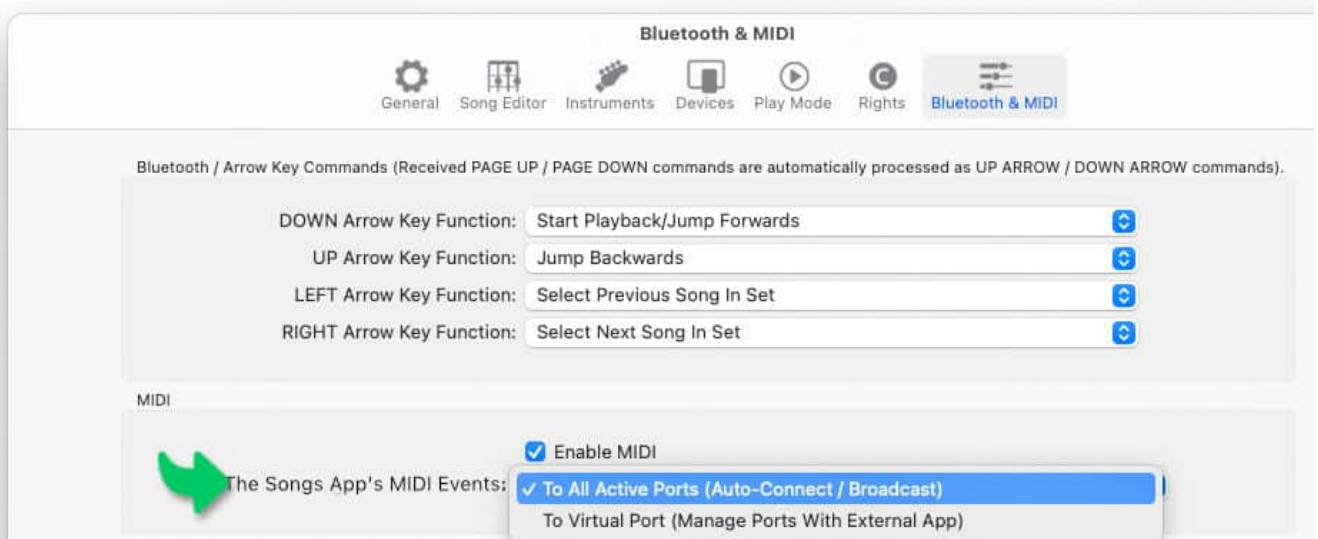 Bluetooth & MIDI
General Song Editor Instruments Devices Play Mode Rights Bluetooth & MIDI
Bluetooth / Arrow Key Commands (Received PAGE UP / PAGE DOWN commands are automatically processed as UP ARROW / DOWN ARROW commands).
DOWN Arrow Key Function: Start Playback/Jump Forwards
UP Arrow Key Function: Jump Backwards
LEFT Arrow Key Function: Select Previous Song In Set
RIGHT Arrow Key Function: Select Next Song In Set
MIDI
Enable MIDI
The Songs App's MIDI Events: ✓ To All Active Ports (Auto-Connect / Broadcast)
To Virtual Port (Manage Ports With External App)